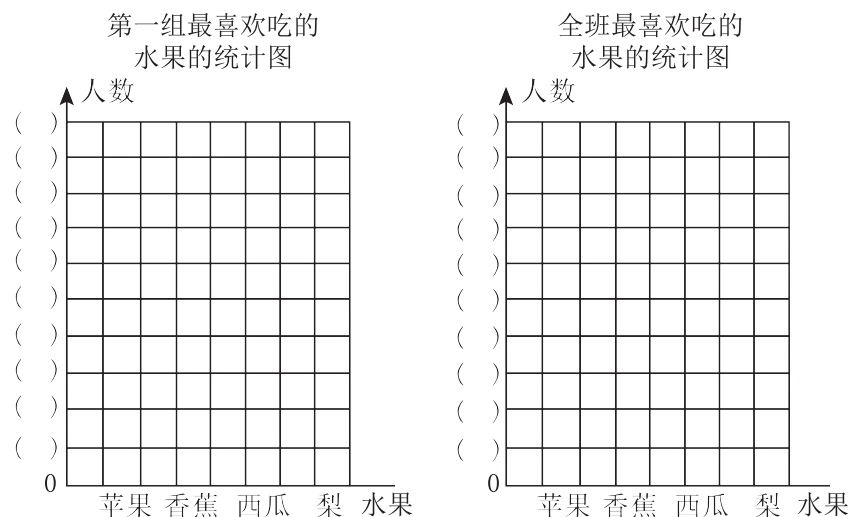 第一组最喜欢吃的
水果的统计图
人数
(   )
(   )
(   )
(   )
(   )
(   )
(   )
(   )
(   )
(   )
0
苹果 香蕉 西瓜 梨 水果
全班最喜欢吃的
水果的统计图
人数
(   )
(   )
(   )
(   )
(   )
(   )
(   )
(   )
(   )
(   )
0
苹果 香蕉 西瓜 梨 水果